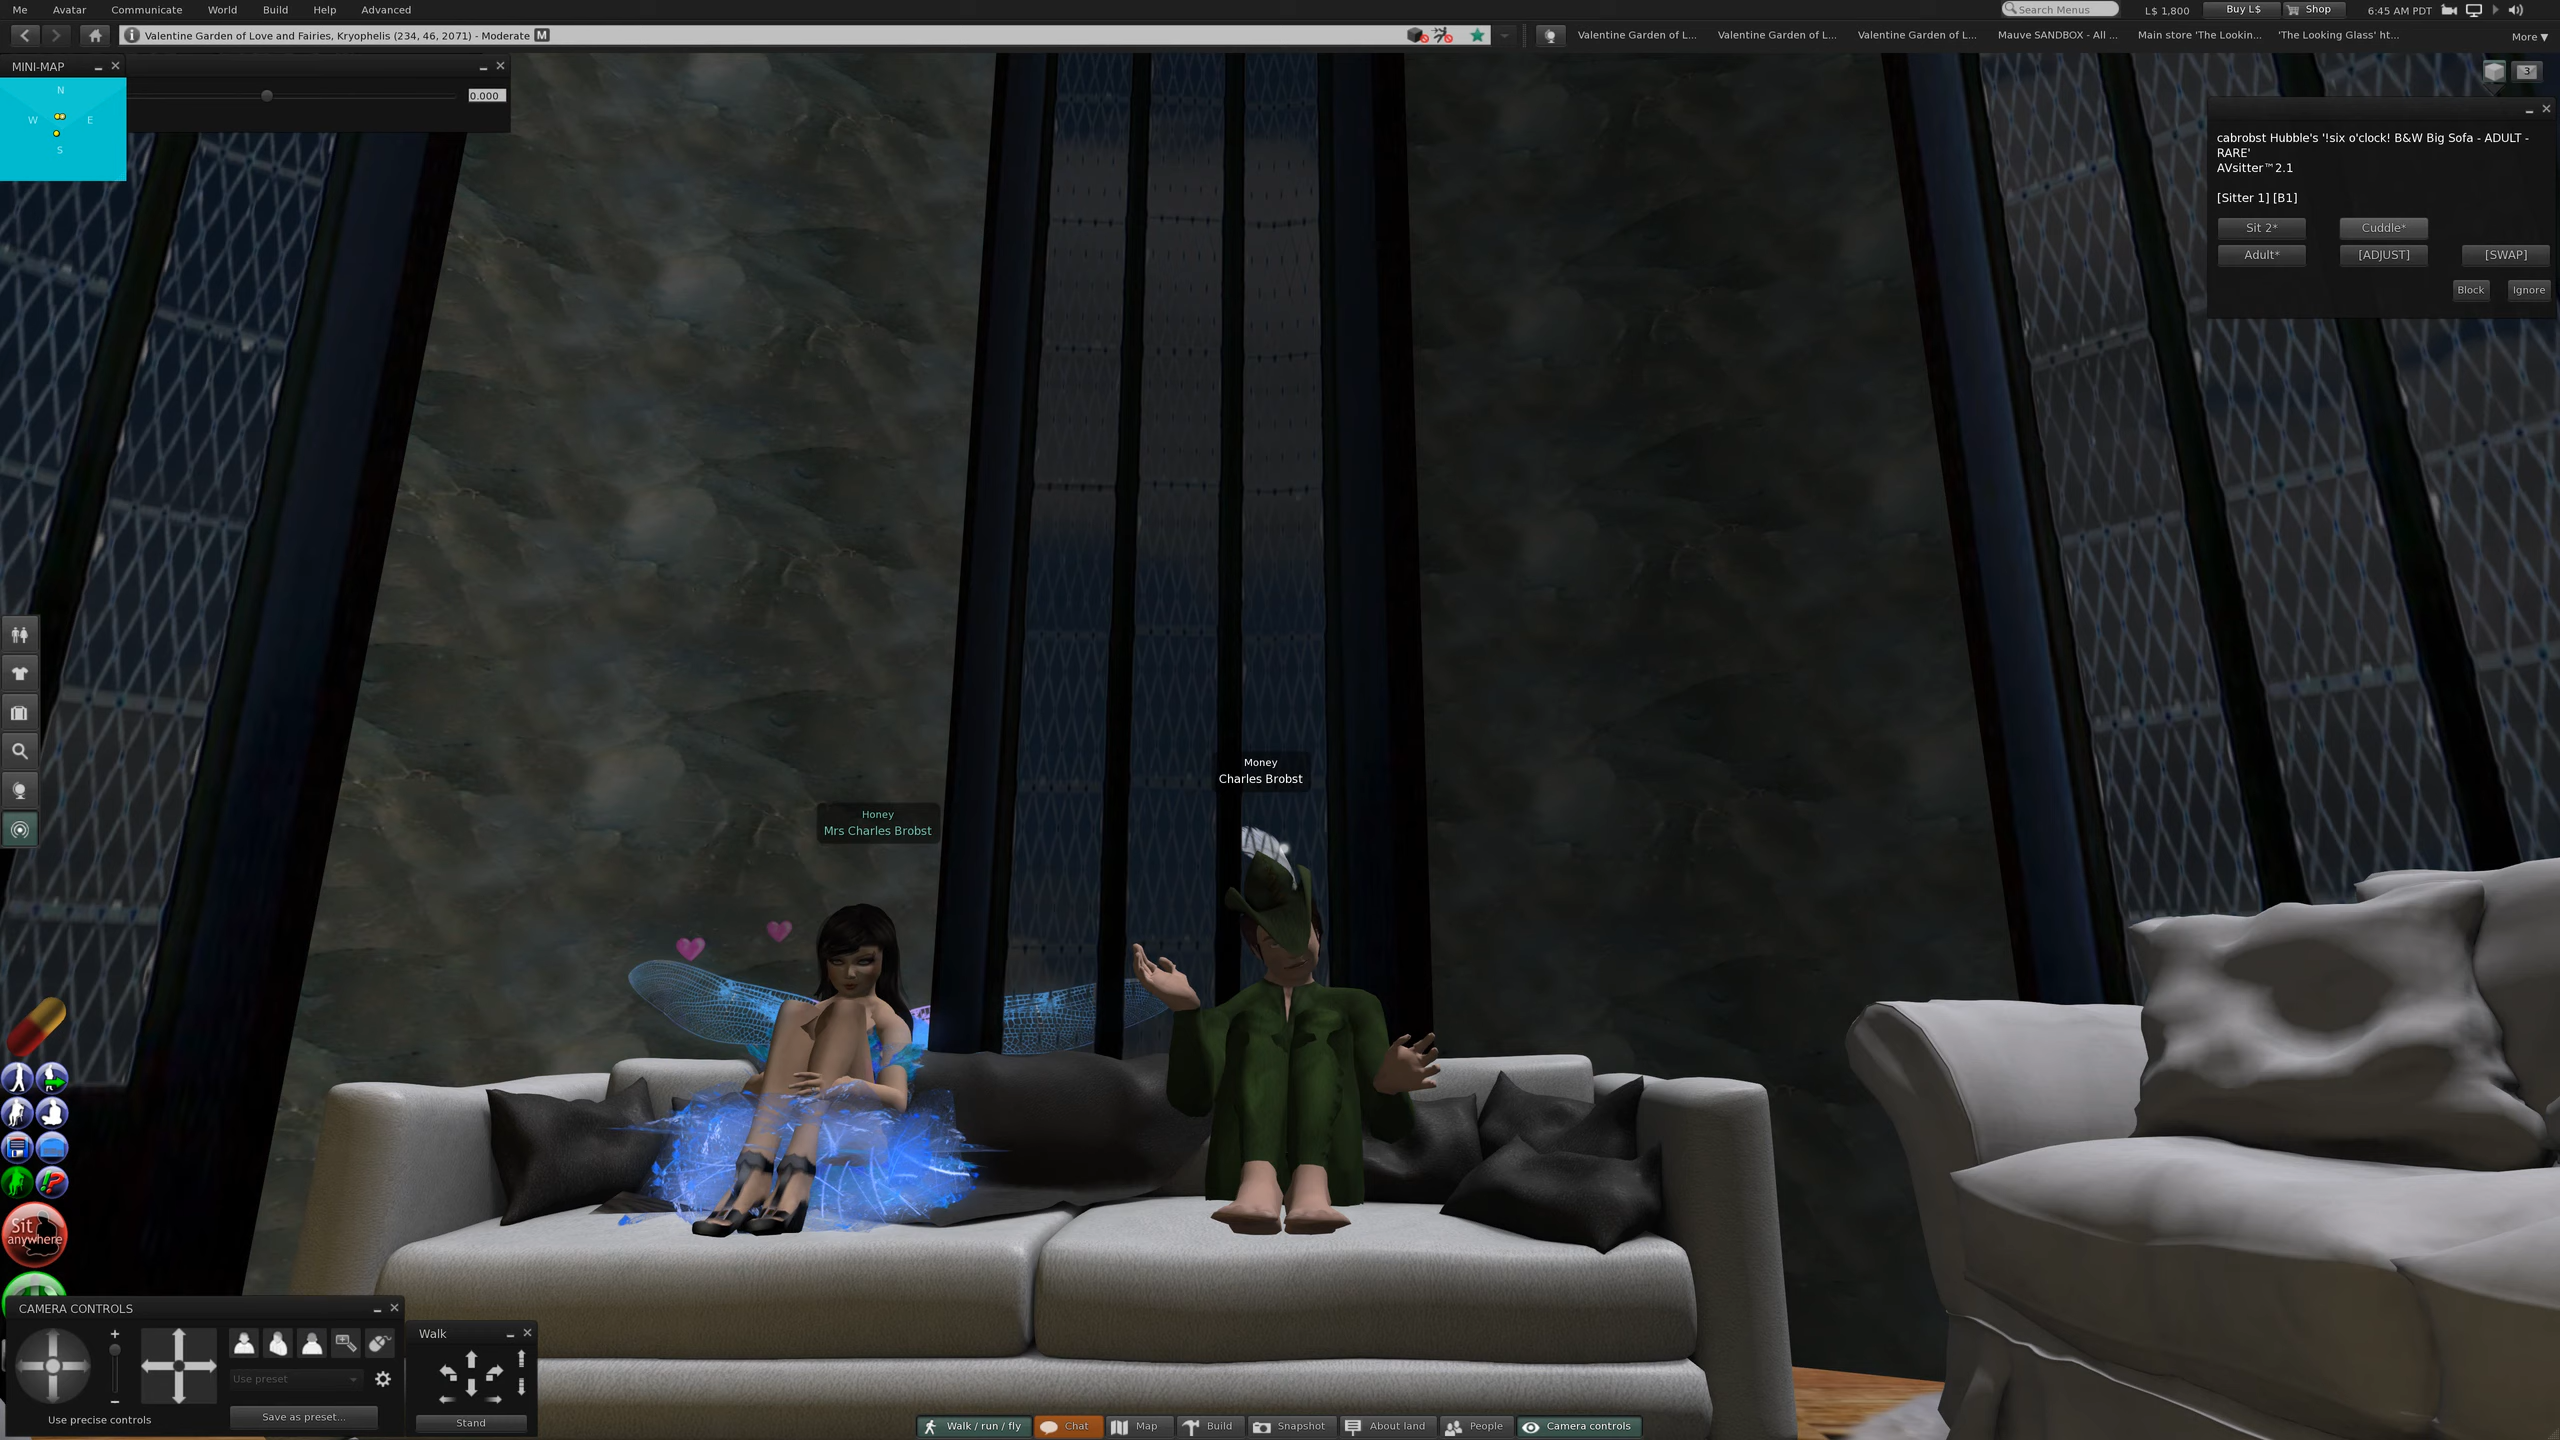 Me Avatar Communicate World Build Help Advanced
Search Menus L$ 1,800 Buy L$ Shop 6:45 AM PDT
Valentine Garden of Love and Fairies, Kryophelis (234, 46, 2071) - Moderate M
Valentine Garden of L... Valentine Garden of L... Valentine Garden of L... Mauve SANDBOX - All ... Main store 'The Lookin... 'The Looking Glass' ht... More ▼
MINI-MAP
N
W E
S
0.000
3
cabrobst Hubble's '!six o'clock! B&W Big Sofa - ADULT -
RARE'
AVsitter™2.1
[Sitter 1] [B1]
Sit 2* Cuddle*
Adult* [ADJUST] [SWAP]
Block Ignore
Money
Charles Brobst
Honey
Mrs Charles Brobst
Sit
anywhere
CAMERA CONTROLS
Use preset
Use precise controls
Save as preset...
Walk
Stand
Walk / run / fly Chat Map Build Snapshot About land People Camera controls